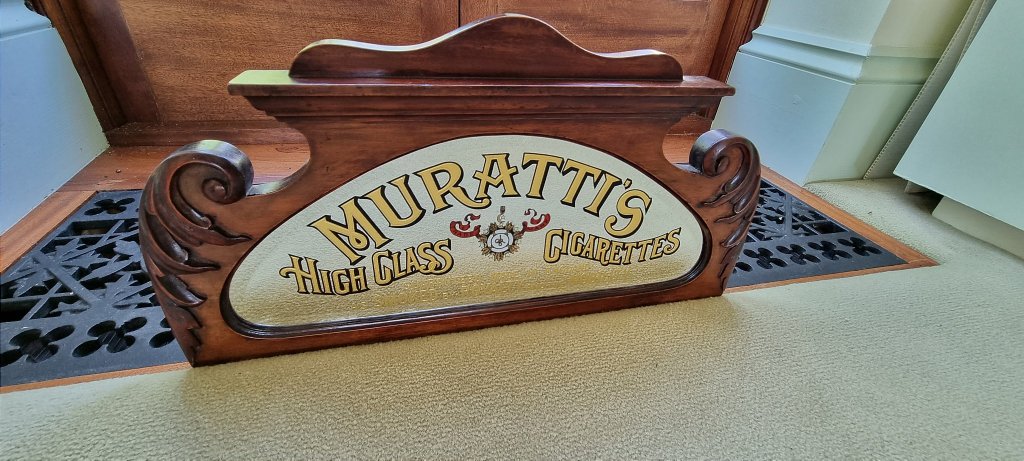 MURATTI'S
HIGH CLASS CIGARETTES